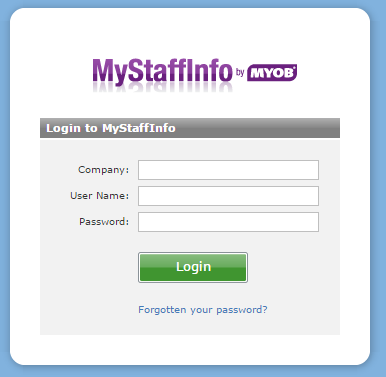 MyStaffInfo by MYOB
Login to MyStaffInfo
Company:
User Name:
Password:
Login
Forgotten your password?